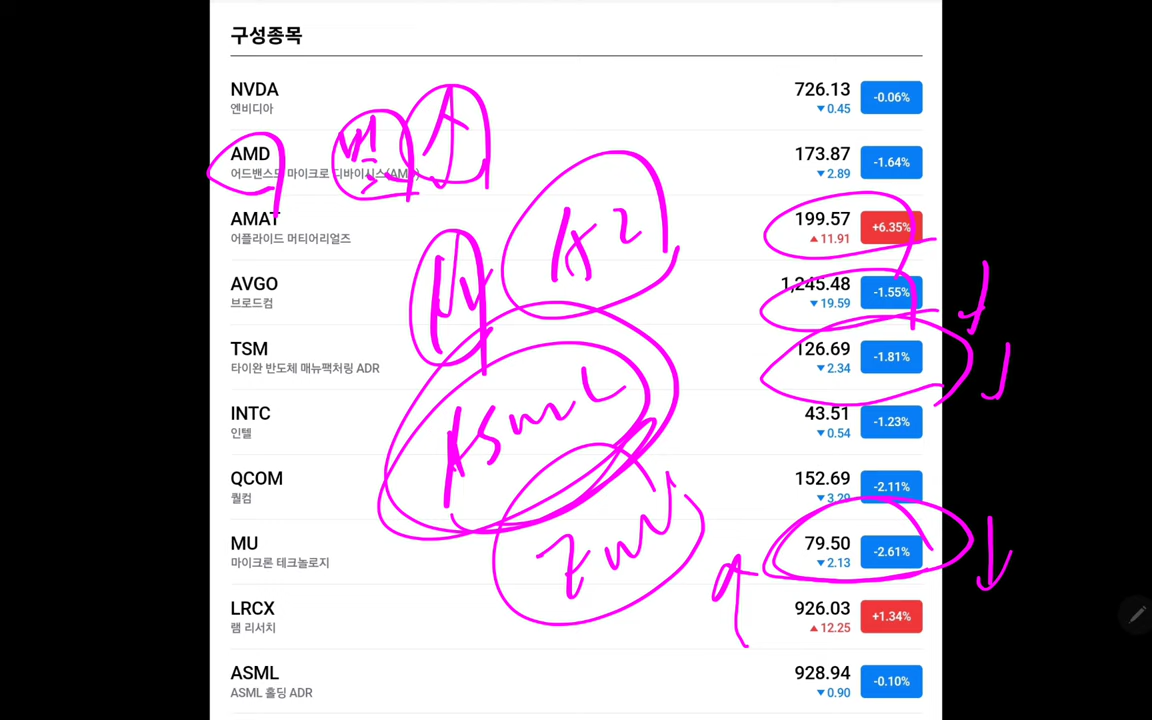 구성종목
NVDA
엔비디아
726.13
▼0.45
-0.06%
AMD
어드밴스드 마이크로 디바이시스(AMD)
173.87
▼2.89
-1.64%
AMAT
어플라이드 머티어리얼즈
199.57
▲11.91
+6.35%
AVGO
브로드컴
1,245.48
▼19.59
-1.55%
TSM
타이완 반도체 매뉴팩처링 ADR
126.69
▼2.34
-1.81%
INTC
인텔
43.51
▼0.54
-1.23%
QCOM
퀄컴
152.69
▼3.29
-2.11%
MU
마이크론 테크놀로지
79.50
▼2.13
-2.61%
LRCX
램 리서치
926.03
▲12.25
+1.34%
ASML
ASML 홀딩 ADR
928.94
▼0.90
-0.10%
ASML